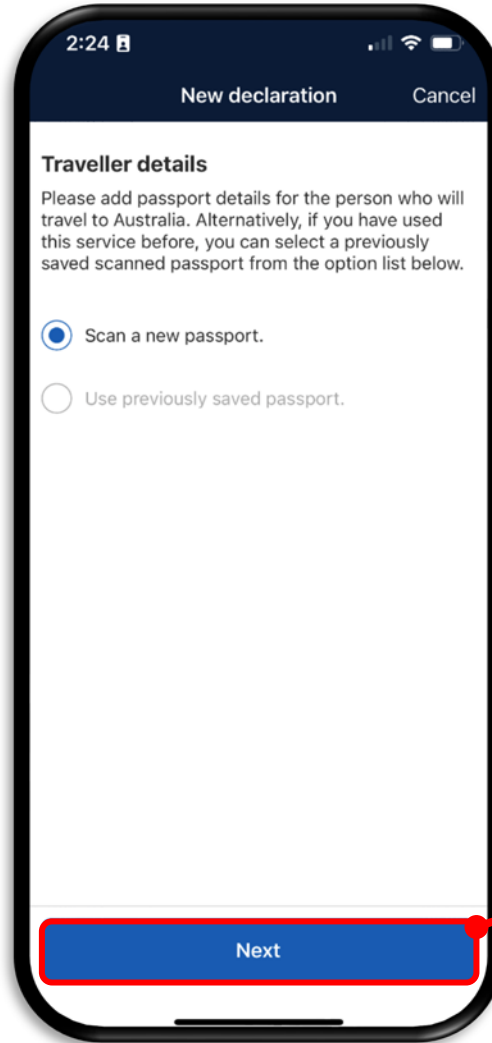 2:24
New declaration
Cancel
Traveller details
Please add passport details for the person who will
travel to Australia. Alternatively, if you have used
this service before, you can select a previously
saved scanned passport from the option list below.
Scan a new passport.
Use previously saved passport.
Next